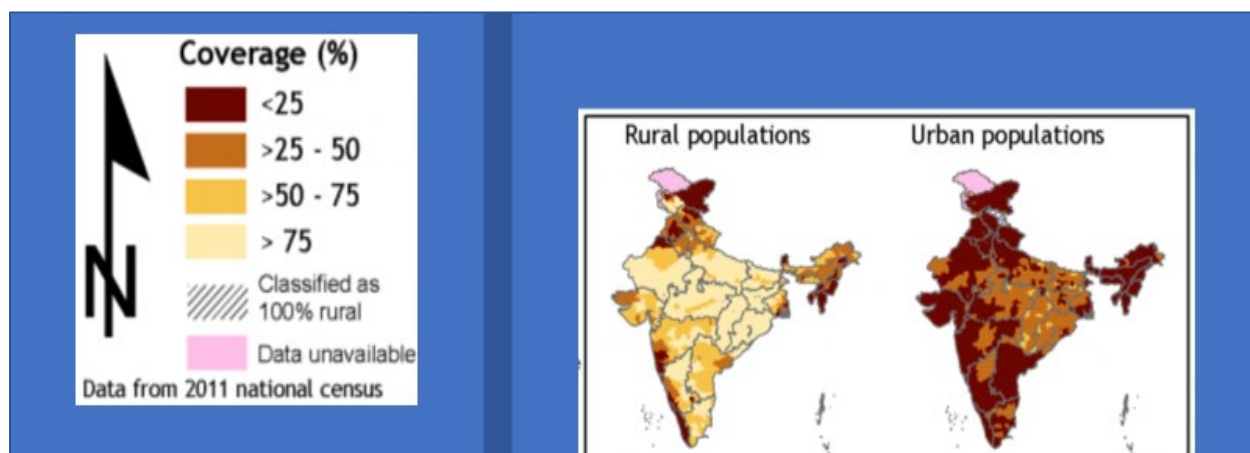 Coverage (%)
<25
>25 - 50
>50 - 75
> 75
Classified as
100% rural
Data unavailable
N
Data from 2011 national census
Rural populations
Urban populations